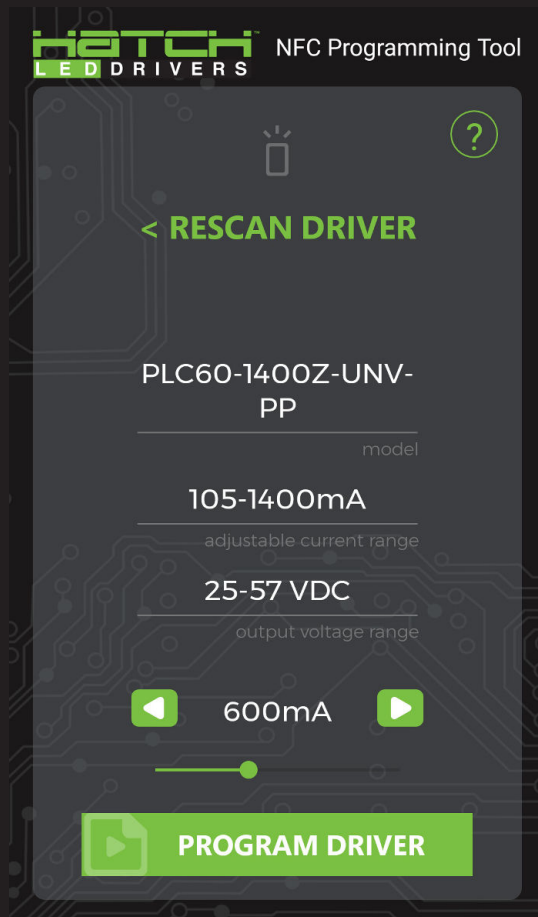 HATCH™
LED DRIVERS
NFC Programming Tool
?
< RESCAN DRIVER
PLC60-1400Z-UNV-
PP
model
105-1400mA
adjustable current range
25-57 VDC
output voltage range
600mA
PROGRAM DRIVER